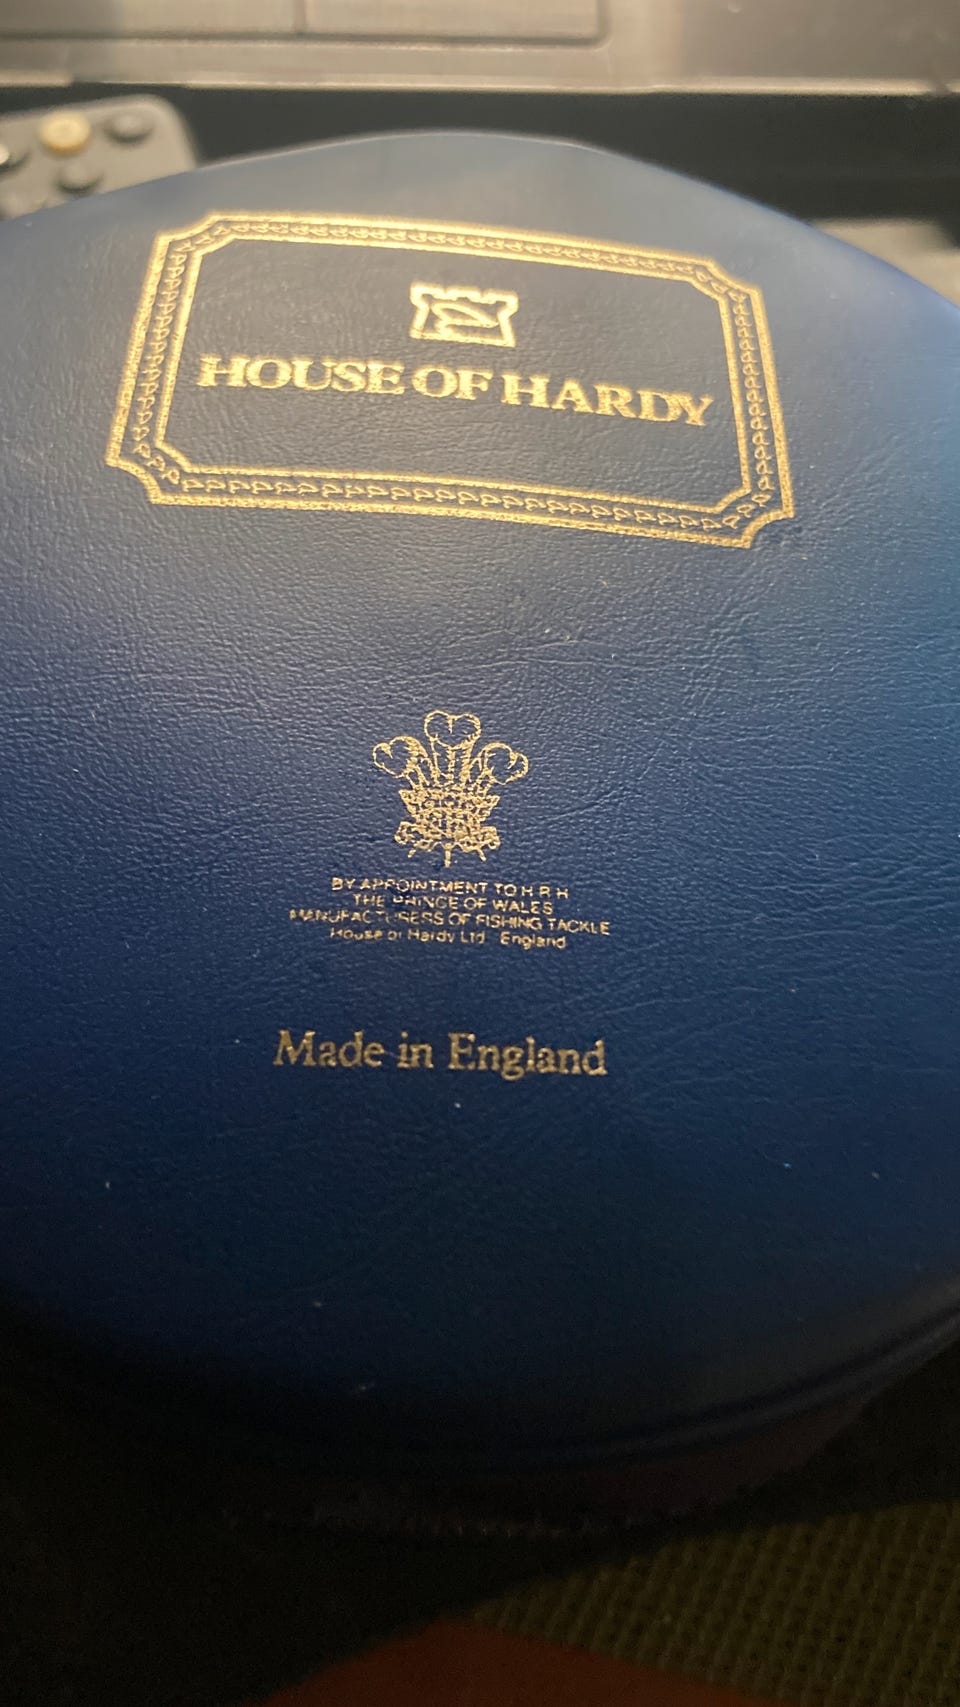 HOUSE OF HARDY
BY APPOINTMENT TO H R H
THE PRINCE OF WALES
MANUFACTURERS OF FISHING TACKLE
House of Hardy Ltd England
Made in England